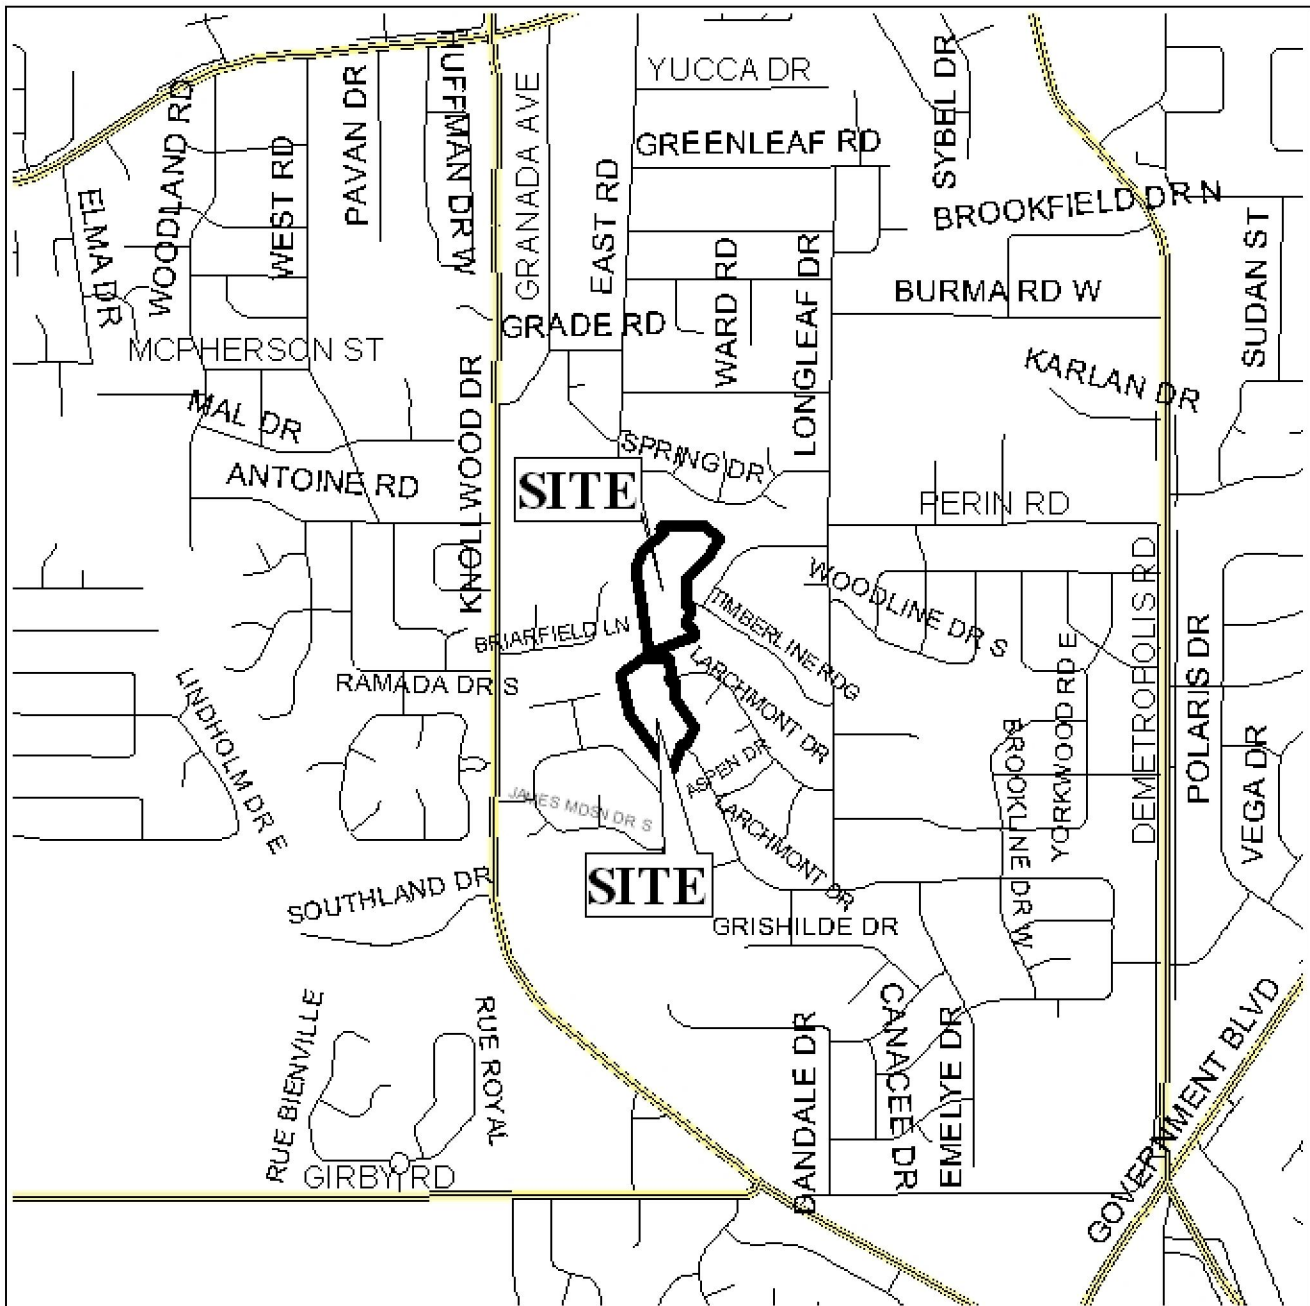 YUCCA DR
HUFFMAN DR W
PAVAN DR
GRANADA AVE
SYBEL DR
WOODLAND RD
GREENLEAF RD
WEST RD
EAST RD
ELMA DR
BROOKFIELD DR N
SUDAN ST
WARD RD
LONGLEAF DR
BURMA RD W
GRADE RD
MCPHERSON ST
KARLAN DR
MAL DR
KNOLLWOOD DR
SPRING DR
ANTOINE RD
SITE
PERIN RD
WOODLINE DR S
TIMBERLINE RDG
DEMETROPOLIS RD
BRIARFIELD LN
POLARIS DR
LARCHMONT DR
RAMADA DR S
LINDHOLM DR E
YORKWOOD RD E
BROOKLINE DR W
ASPEN DR
VEGA DR
JAMES MDSN DR S
LARCHMONT DR
SITE
SOUTHLAND DR
GRISHILDE DR
GOVERNMENT BLVD
RUE BIENVILLE
RUE ROYAL
DANDALE DR
CANACEE DR
EMELYE DR
GIRBY RD